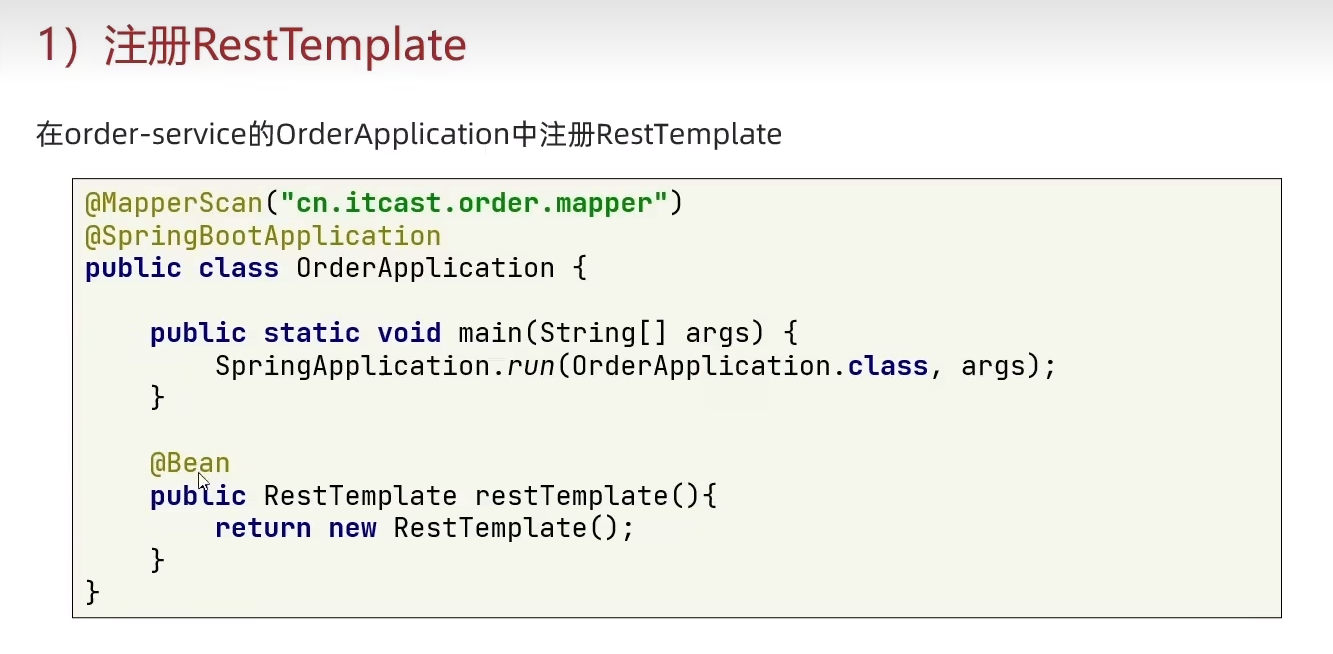 1）注册RestTemplate
在order-service的OrderApplication中注册RestTemplate
@MapperScan("cn.itcast.order.mapper")
@SpringBootApplication
public class OrderApplication {
public static void main(String[] args) {
SpringApplication.run(OrderApplication.class, args);
}
@Bean
public RestTemplate restTemplate(){
return new RestTemplate();
}
}